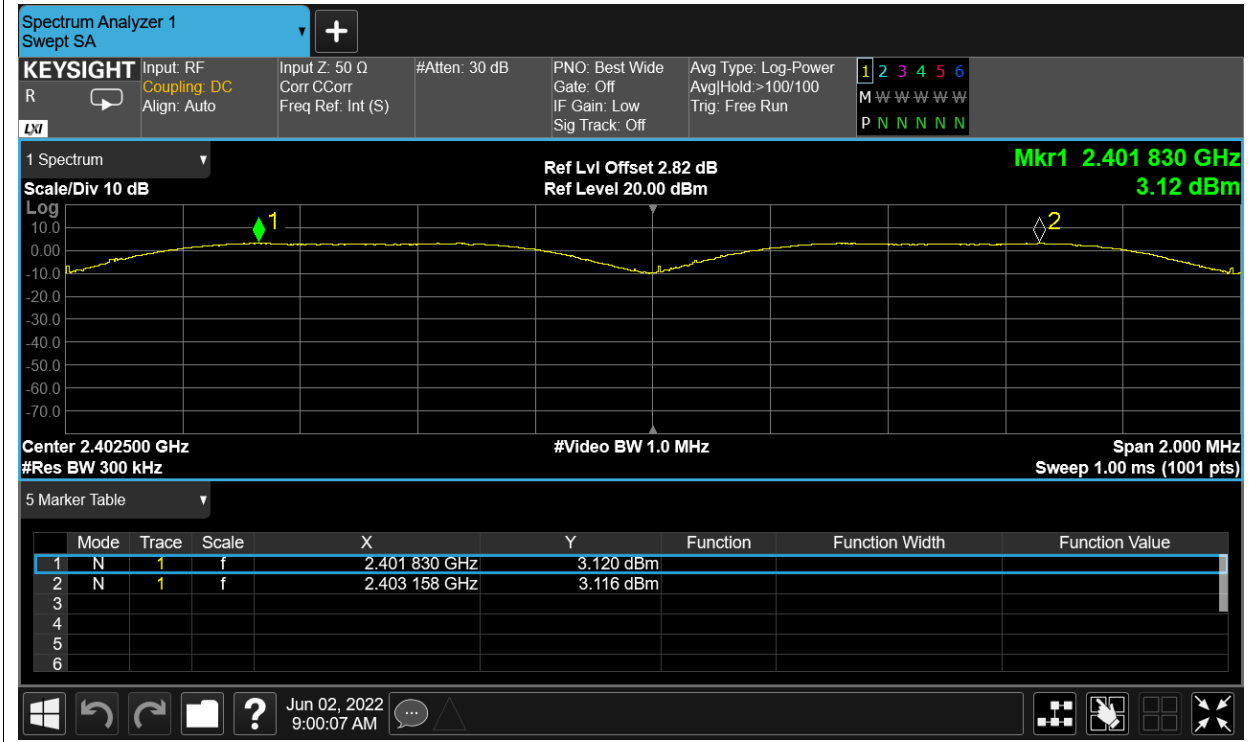 Spectrum Analyzer 1
Swept SA
+
KEYSIGHT Input: RF Input Z: 50 Ω #Atten: 30 dB PNO: Best Wide Avg Type: Log-Power 1 2 3 4 5 6
R Coupling: DC Corr CCorr Gate: Off Avg|Hold:>100/100 M W W W W W
Align: Auto Freq Ref: Int (S) IF Gain: Low Trig: Free Run
LXI Sig Track: Off P N N N N N
1 Spectrum Ref Lvl Offset 2.82 dB Mkr1 2.401 830 GHz
Scale/Div 10 dB Ref Level 20.00 dBm 3.12 dBm
Log
1 2
10.0
0.00
-10.0
-20.0
-30.0
-40.0
-50.0
-60.0
-70.0
Center 2.402500 GHz #Video BW 1.0 MHz Span 2.000 MHz
#Res BW 300 kHz Sweep 1.00 ms (1001 pts)
5 Marker Table
Mode Trace Scale X Y Function Function Width Function Value
1 N 1 f 2.401 830 GHz 3.120 dBm
2 N 1 f 2.403 158 GHz 3.116 dBm
3
4
5
6
? Jun 02, 2022
9:00:07 AM